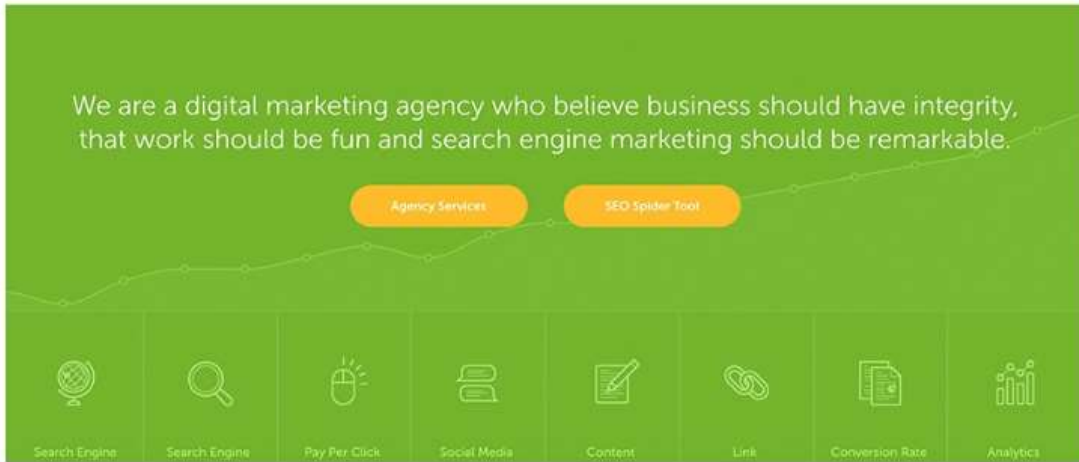 We are a digital marketing agency who believe business should have integrity,
that work should be fun and search engine marketing should be remarkable.
Agency Services
SEO Spider Tool
Search Engine
Search Engine
Pay Per Click
Social Media
Content
Link
Conversion Rate
Analytics